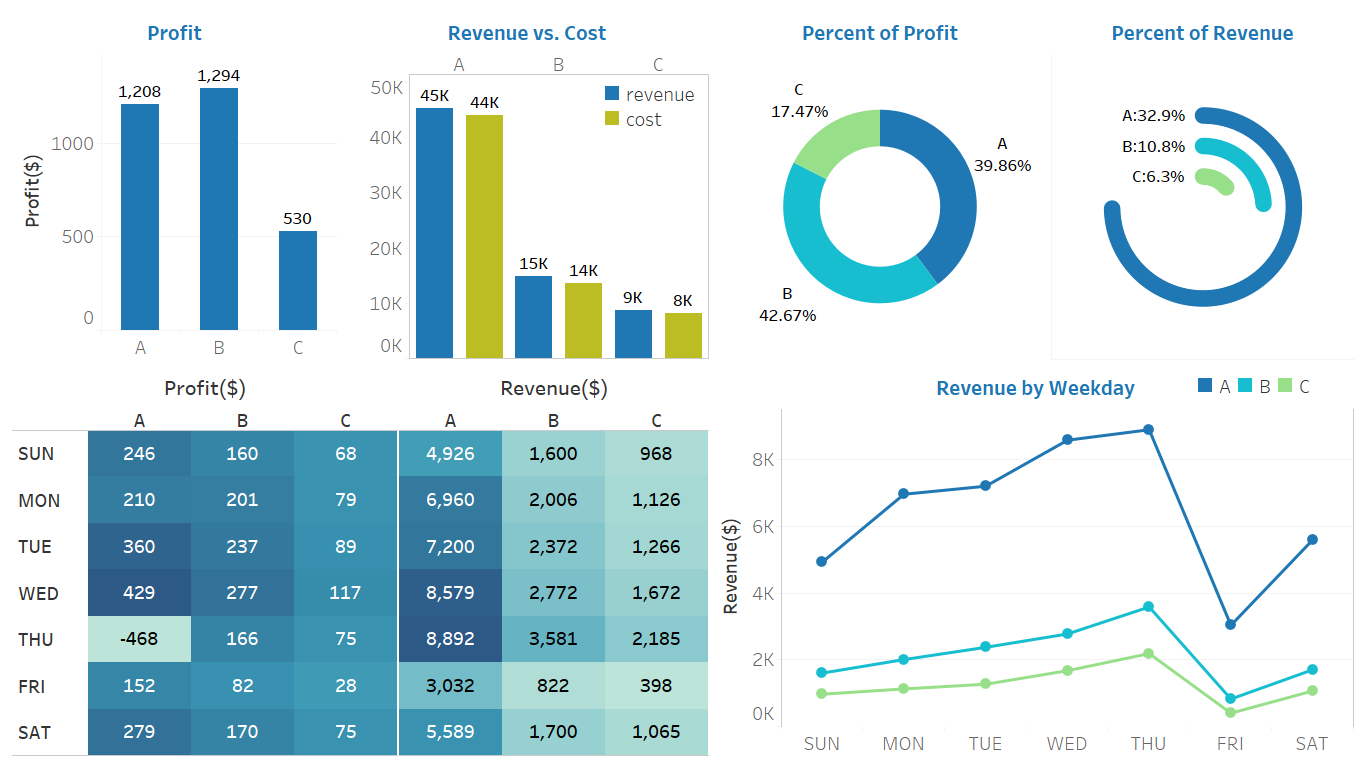 Profit
Profit($)
1,208
1,294
530
1000
500
0
A
B
C
Revenue vs. Cost
A B C
50K
40K
30K
20K
10K
0K
revenue
cost
45K
44K
15K
14K
9K
8K
Percent of Profit
C
17.47%
A
39.86%
B
42.67%
Percent of Revenue
A:32.9%
B:10.8%
C:6.3%
Profit($) Revenue($)
A B C A B C
SUN 246 160 68 4,926 1,600 968
MON 210 201 79 6,960 2,006 1,126
TUE 360 237 89 7,200 2,372 1,266
WED 429 277 117 8,579 2,772 1,672
THU -468 166 75 8,892 3,581 2,185
FRI 152 82 28 3,032 822 398
SAT 279 170 75 5,589 1,700 1,065
Revenue by Weekday
A B C
Revenue($)
8K
6K
4K
2K
0K
SUN MON TUE WED THU FRI SAT